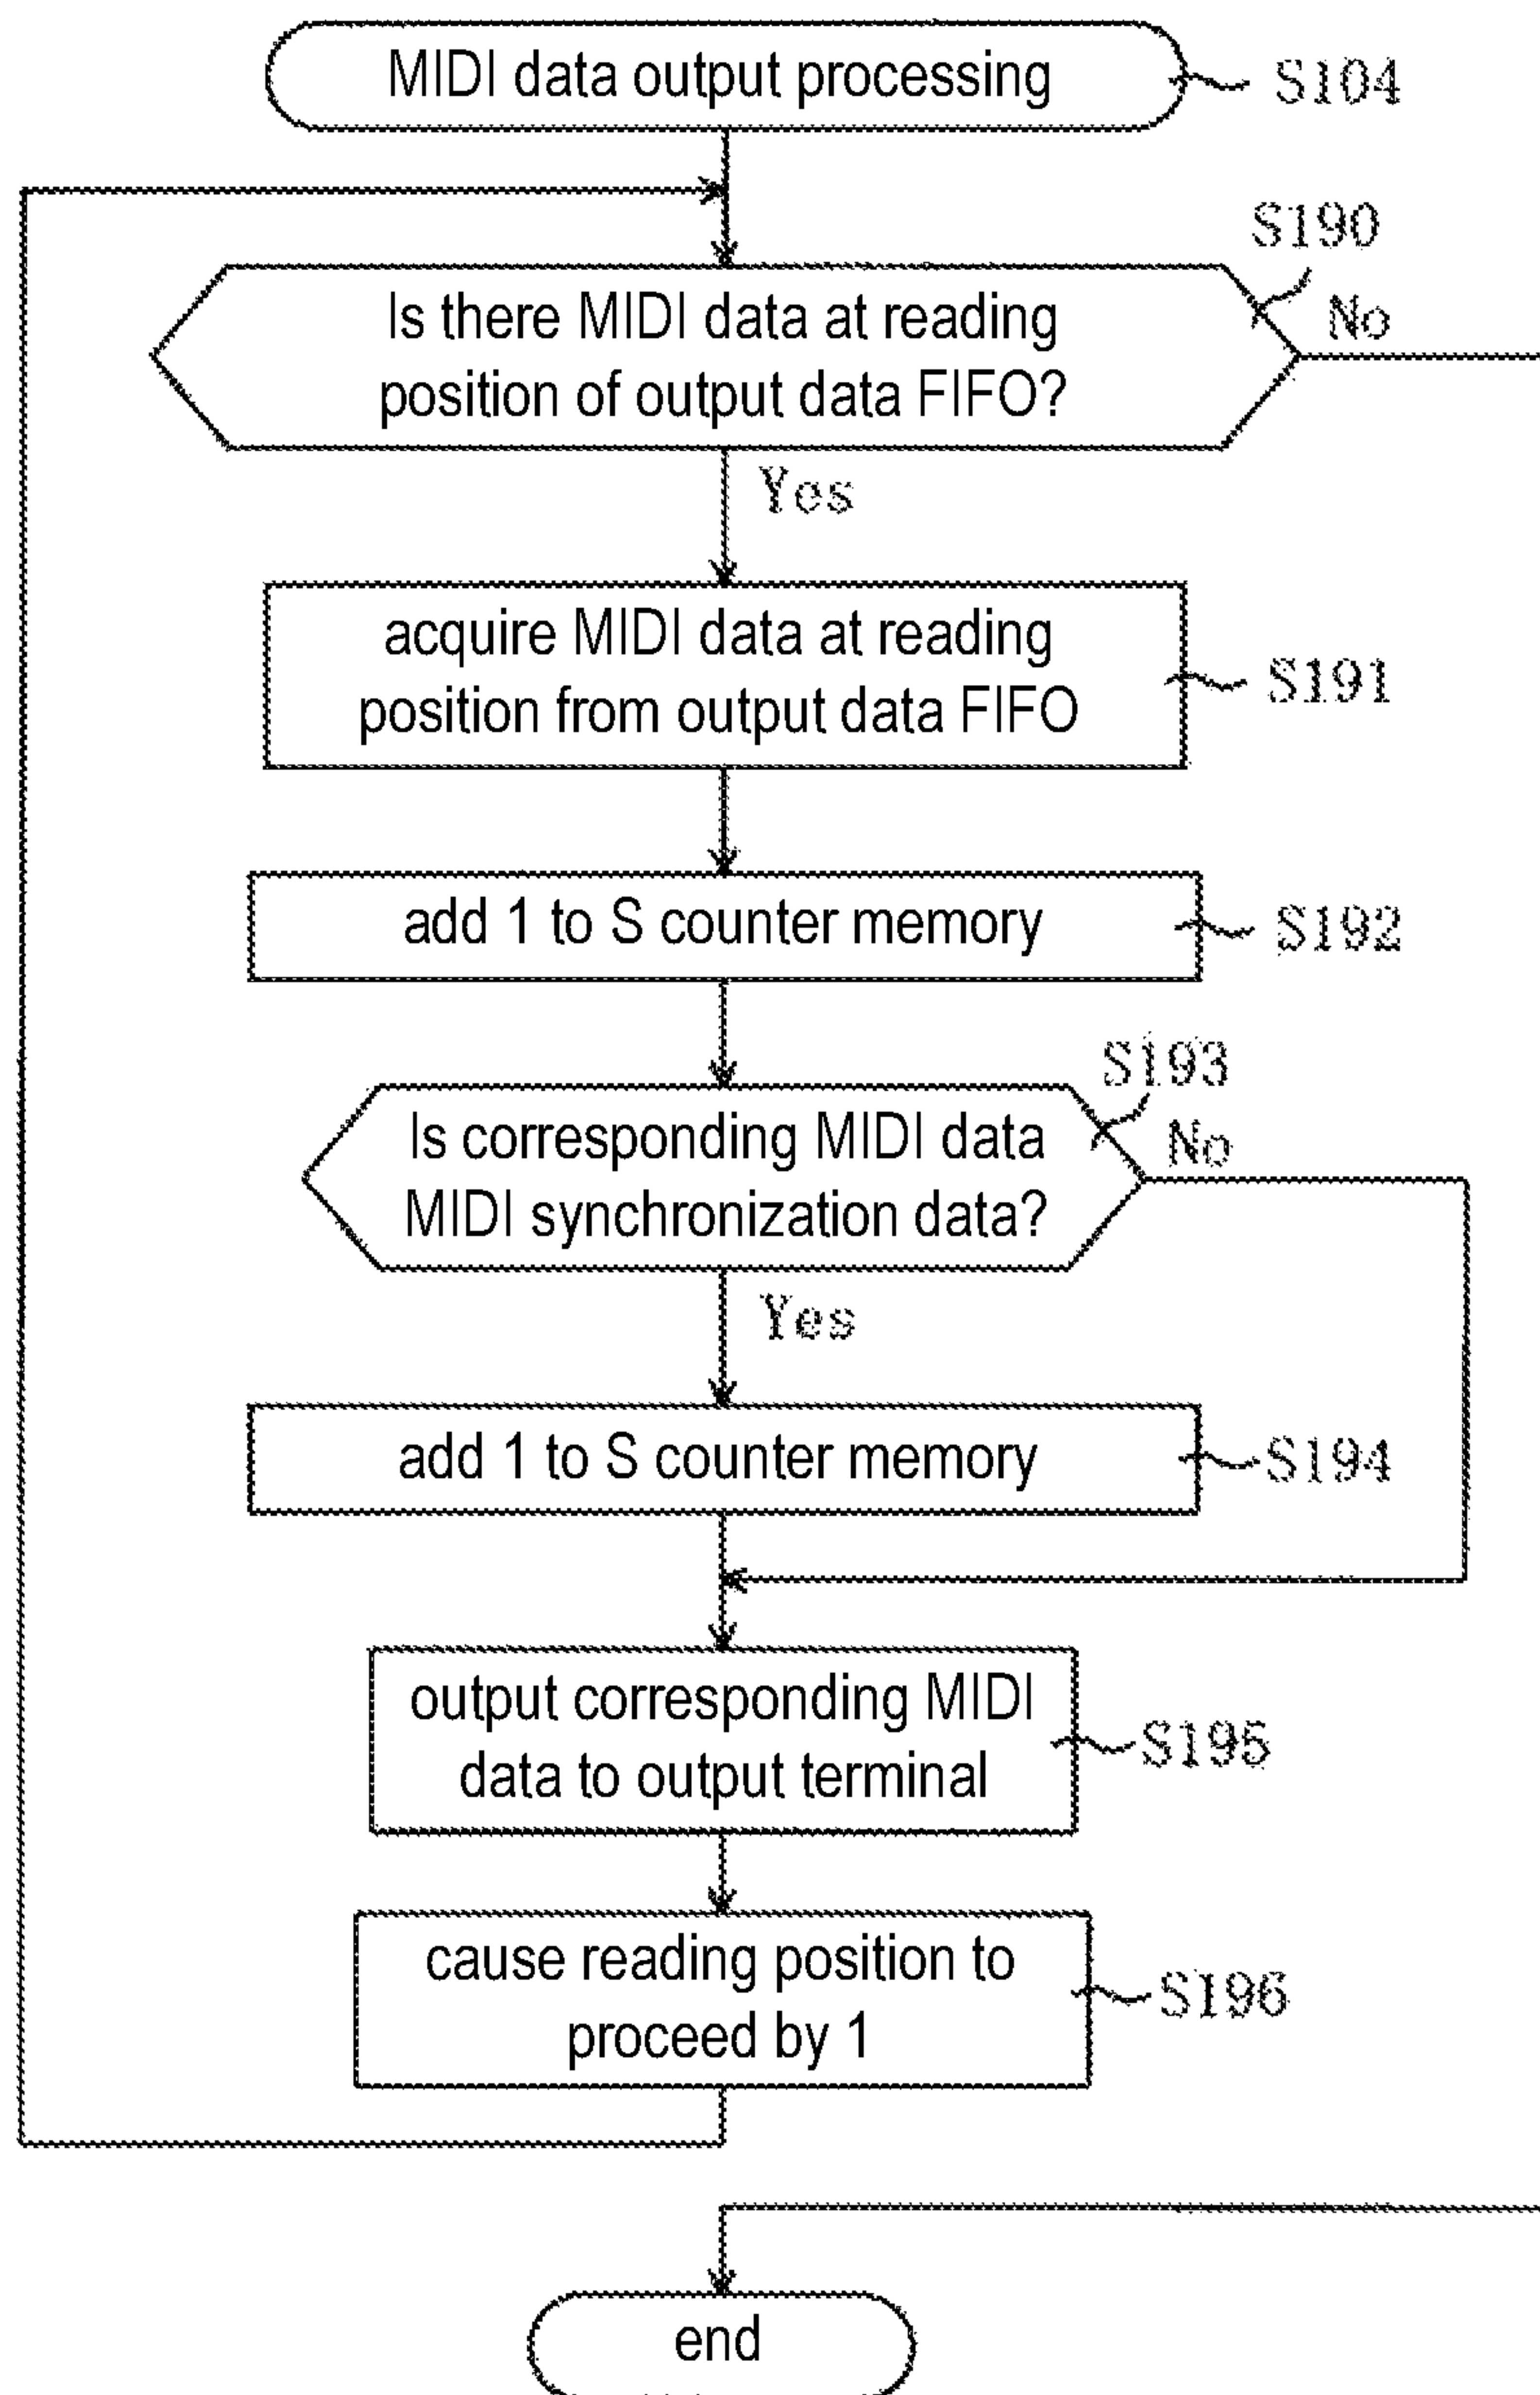 MIDI data output processing
S104
S190
Is there MIDI data at reading
No
position of output data FIFO?
Yes
acquire MIDI data at reading
position from output data FIFO
S191
add 1 to S counter memory
S192
S193
Is corresponding MIDI data
No
MIDI synchronization data?
Yes
add 1 to S counter memory
S194
output corresponding MIDI
data to output terminal
S195
cause reading position to
proceed by 1
S196
end